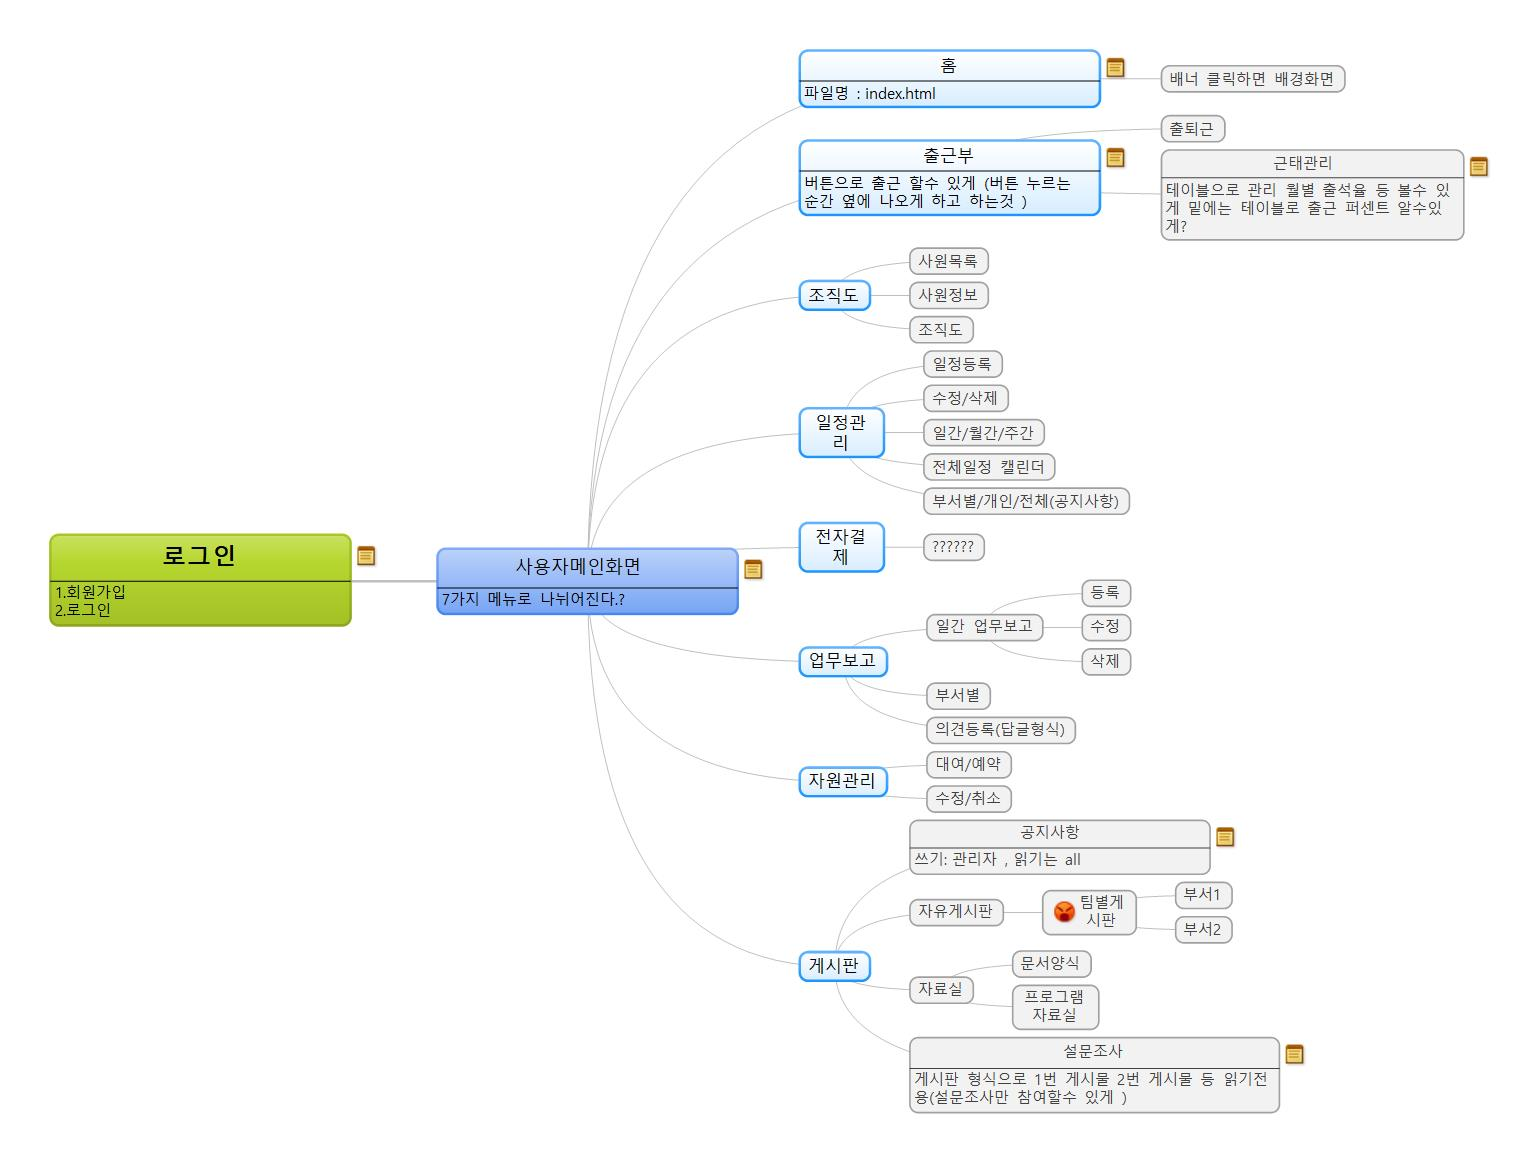 로그인
1.회원가입
2.로그인
사용자메인화면
7가지 메뉴로 나뉘어진다.?
홈
파일명 : index.html
배너 클릭하면 배경화면
출근부
버튼으로 출근 할수 있게 (버튼 누르는
순간 옆에 나오게 하고 하는것 )
출퇴근
근태관리
테이블으로 관리 월별 출석율 등 볼수 있
게 밑에는 테이블로 출근 퍼센트 알수있
게?
조직도
사원목록
사원정보
조직도
일정관
리
일정등록
수정/삭제
일간/월간/주간
전체일정 캘린더
부서별/개인/전체(공지사항)
전자결
제
??????
업무보고
일간 업무보고
등록
수정
삭제
부서별
의견등록(답글형식)
자원관리
대여/예약
수정/취소
게시판
공지사항
쓰기: 관리자 , 읽기는 all
자유게시판
팀별게
시판
부서1
부서2
자료실
문서양식
프로그램
자료실
설문조사
게시판 형식으로 1번 게시물 2번 게시물 등 읽기전
용(설문조사만 참여할수 있게 )